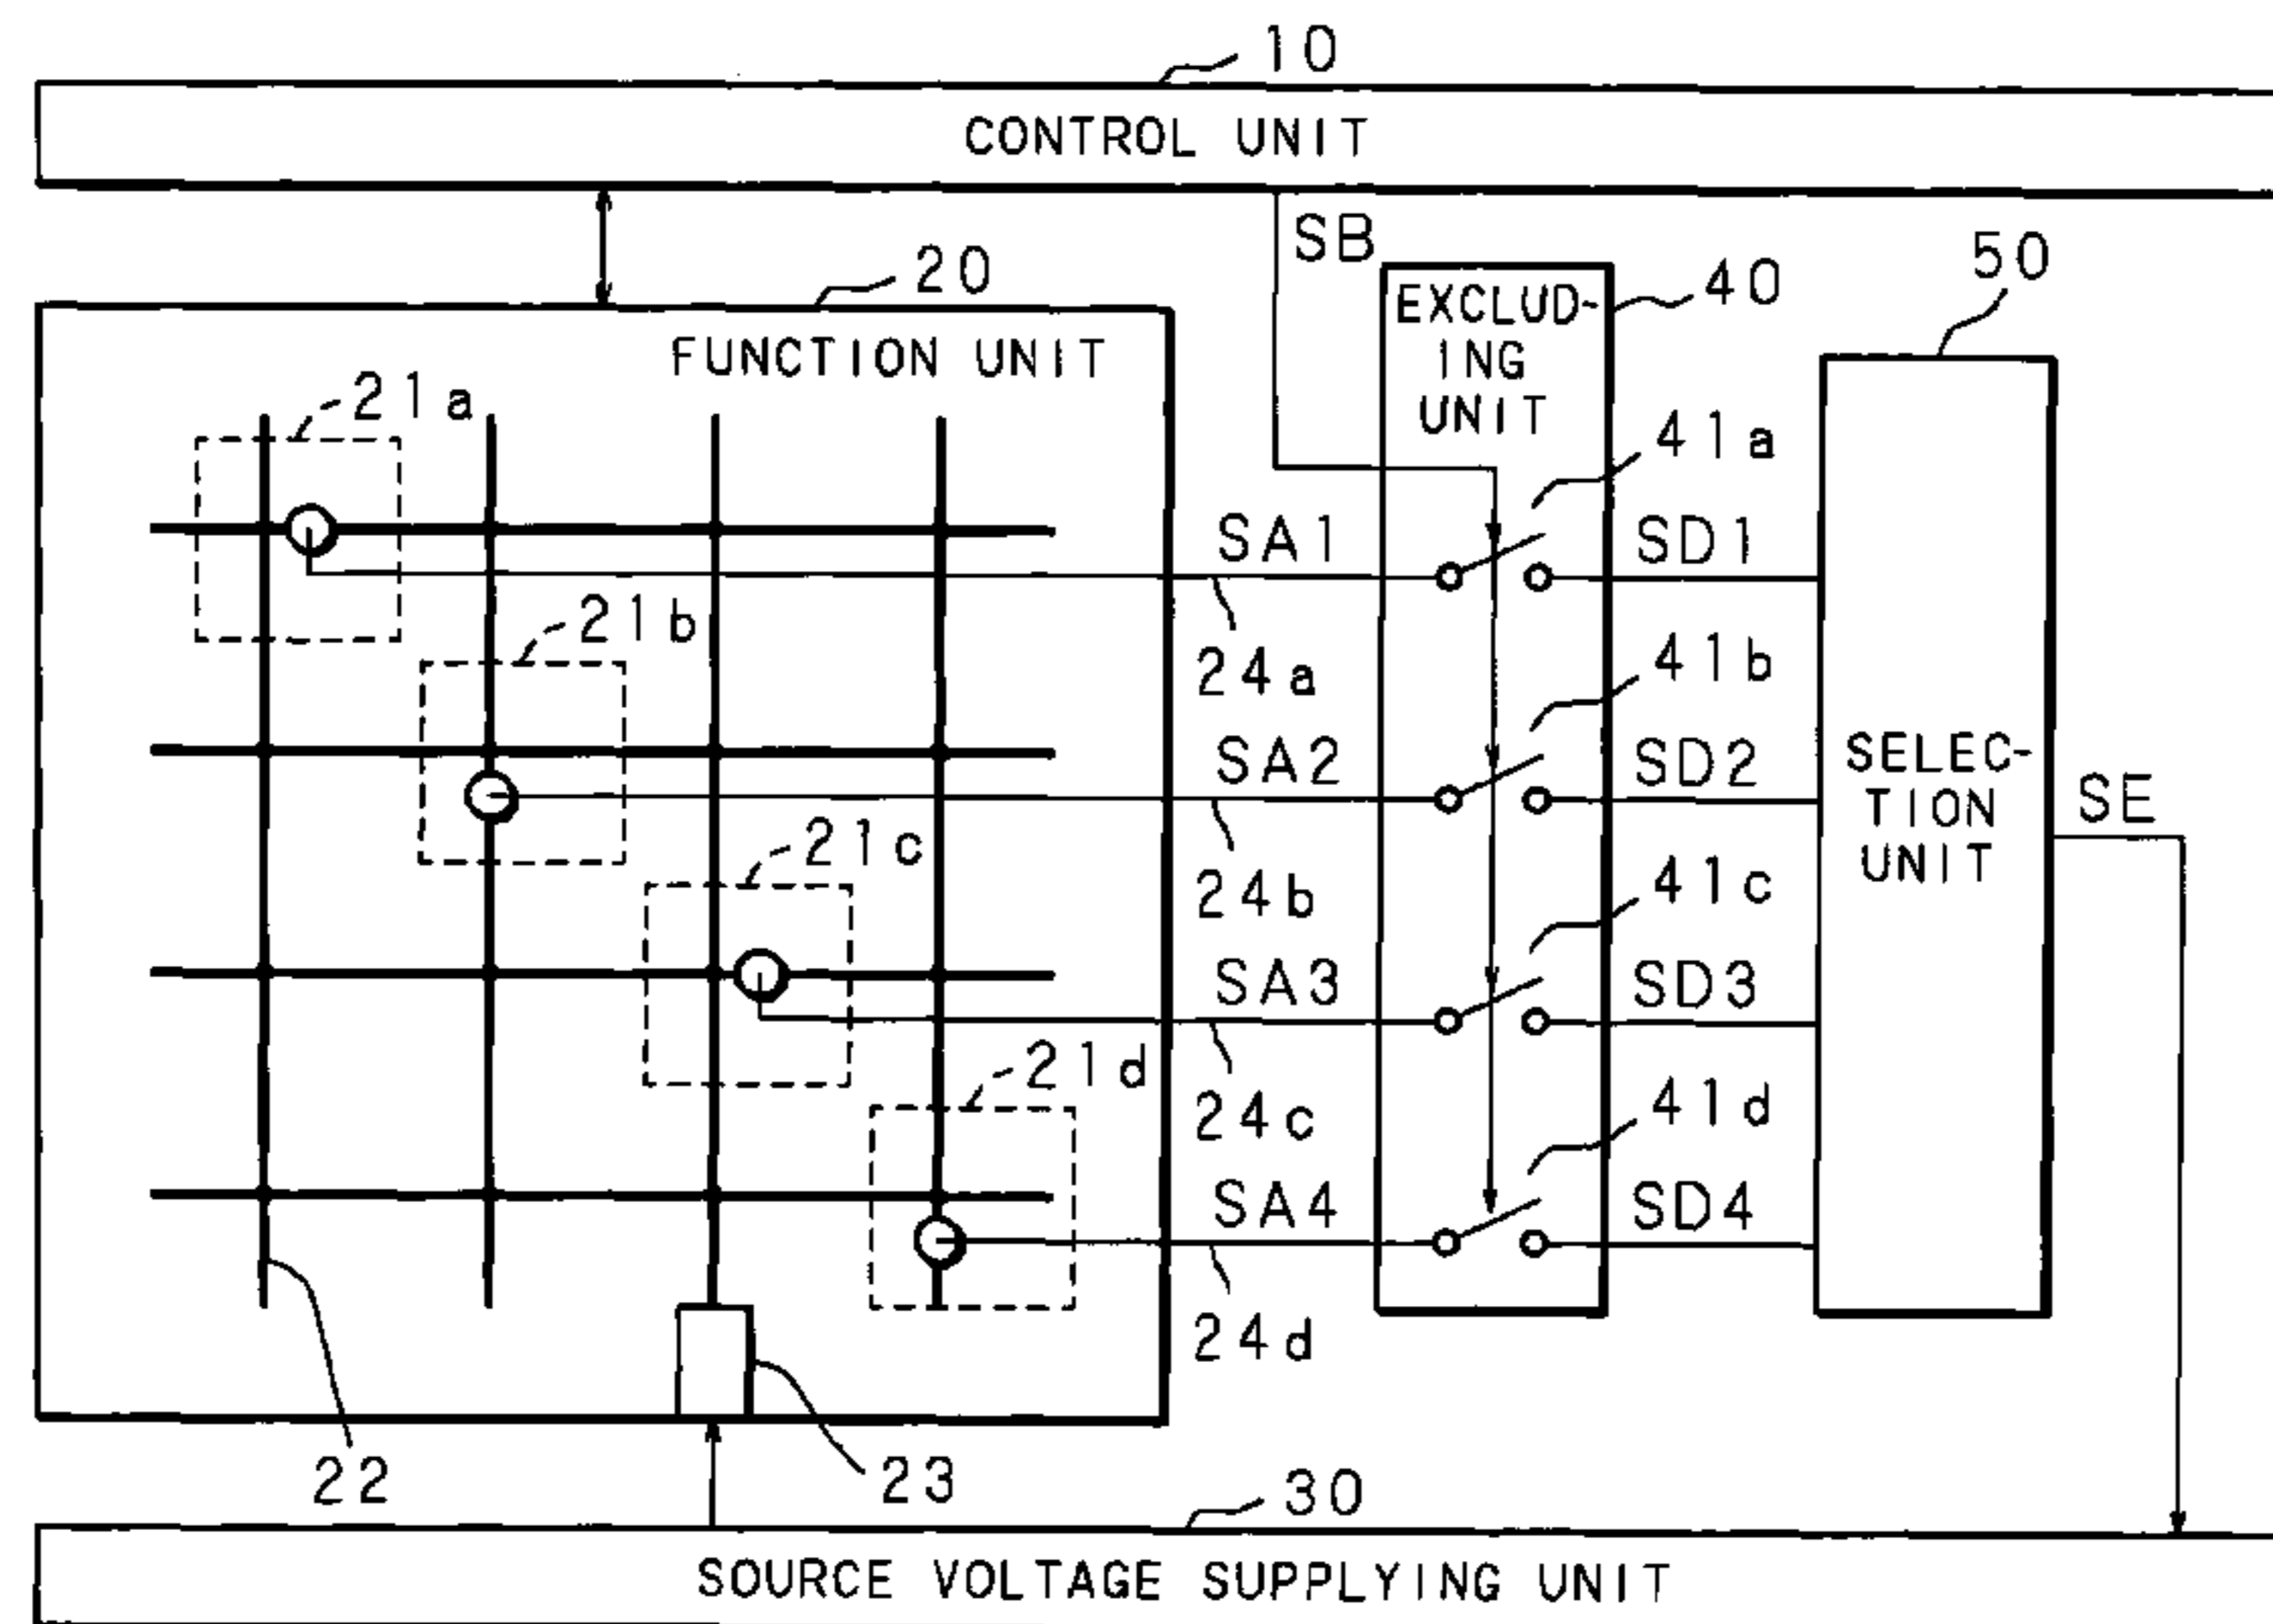 10
CONTROL UNIT
SB
20
40
50
FUNCTION UNIT
EXCLUD-
ING
UNIT
21a
41a
SA1
SD1
21b
24a
41b
SA2
SD2
SELEC-
TION
UNIT
SE
21c
24b
41c
SA3
SD3
21d
24c
41d
SA4
SD4
24d
22
23
30
SOURCE VOLTAGE SUPPLYING UNIT